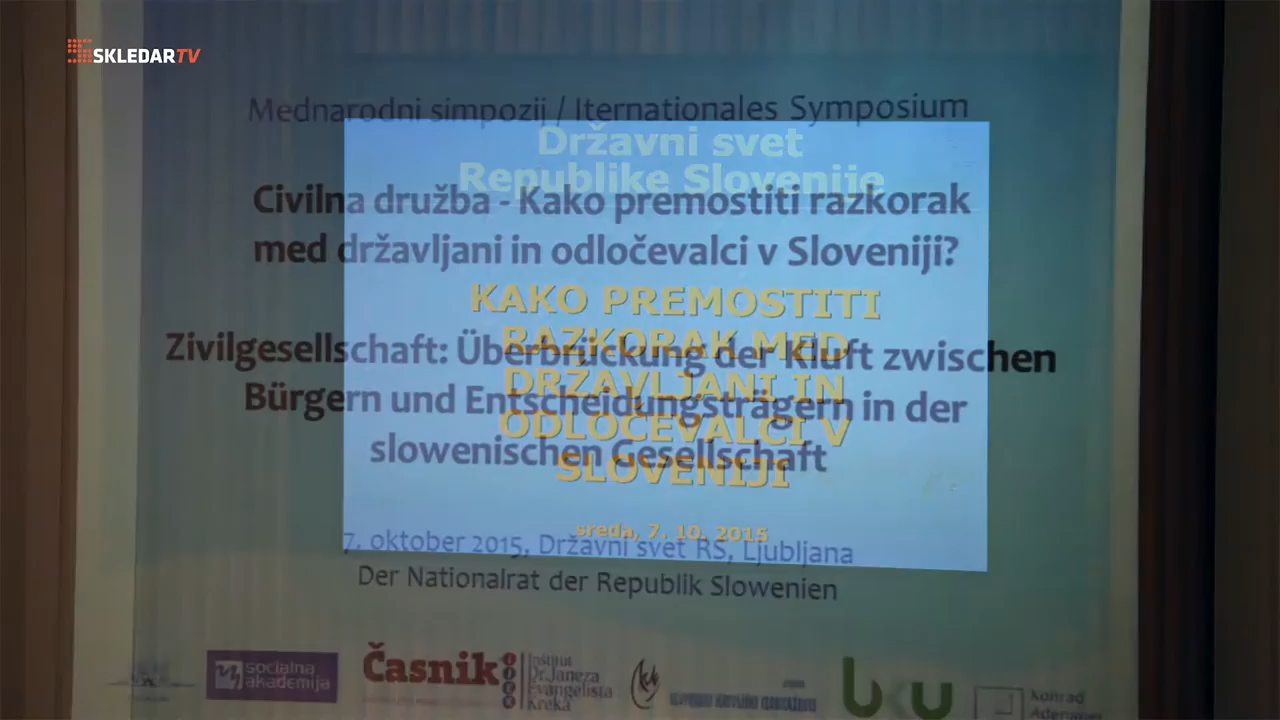 SKLEDARTV
Mednarodni simpozij / Iternationales Symposium
Državni svet
Republike Slovenije
Civilna družba - Kako premostiti razkorak
med državljani in odločevalci v Sloveniji?
KAKO PREMOSTITI
RAZKORAK MED
DRŽAVLJANI IN
ODLOČEVALCI V
SLOVENIJI
Zivilgesellschaft: Überbrückung der Kluft zwischen
Bürgern und Entscheidungsträgern in der
slowenischen Gesellschaft
sreda, 7. 10. 2015
7. oktober 2015, Državni svet RS, Ljubljana
Der Nationalrat der Republik Slowenien
socialna
akademija
Časnik
Inštitut
Dr. Janeza
Evangelista
Kreka
uku
Konrad
Adenauer